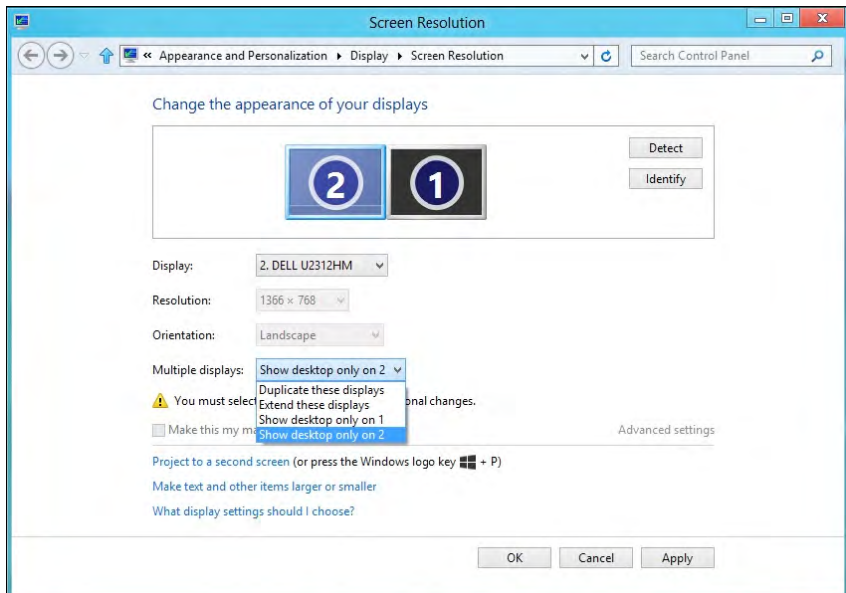 Screen Resolution
« Appearance and Personalization ▸ Display ▸ Screen Resolution
Search Control Panel
Change the appearance of your displays
2
1
Detect
Identify
Display: 2. DELL U2312HM
Resolution: 1366 × 768
Orientation: Landscape
Multiple displays: Show desktop only on 2
Duplicate these displays
Extend these displays
Show desktop only on 1
Show desktop only on 2
You must select onal changes.
Make this my ma
Advanced settings
Project to a second screen (or press the Windows logo key + P)
Make text and other items larger or smaller
What display settings should I choose?
OK Cancel Apply